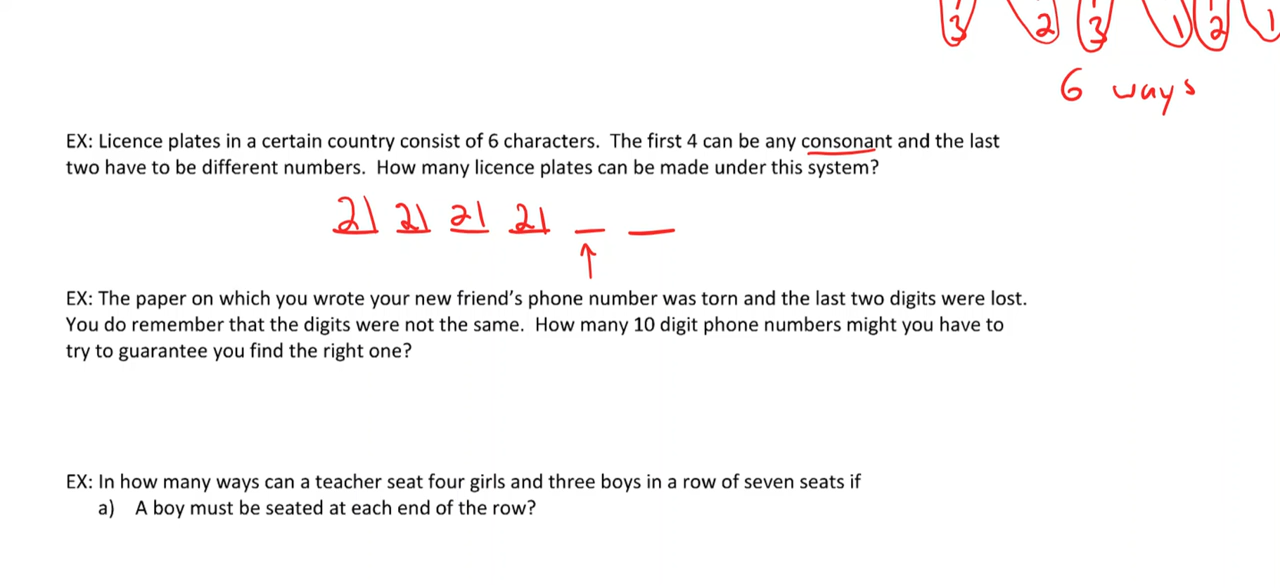 3 2 3 1 2 1
6 ways
EX: Licence plates in a certain country consist of 6 characters.  The first 4 can be any consonant and the last
two have to be different numbers.  How many licence plates can be made under this system?
21 21 21 21 _ _
↑
EX: The paper on which you wrote your new friend’s phone number was torn and the last two digits were lost.
You do remember that the digits were not the same.  How many 10 digit phone numbers might you have to
try to guarantee you find the right one?
EX: In how many ways can a teacher seat four girls and three boys in a row of seven seats if
a) A boy must be seated at each end of the row?